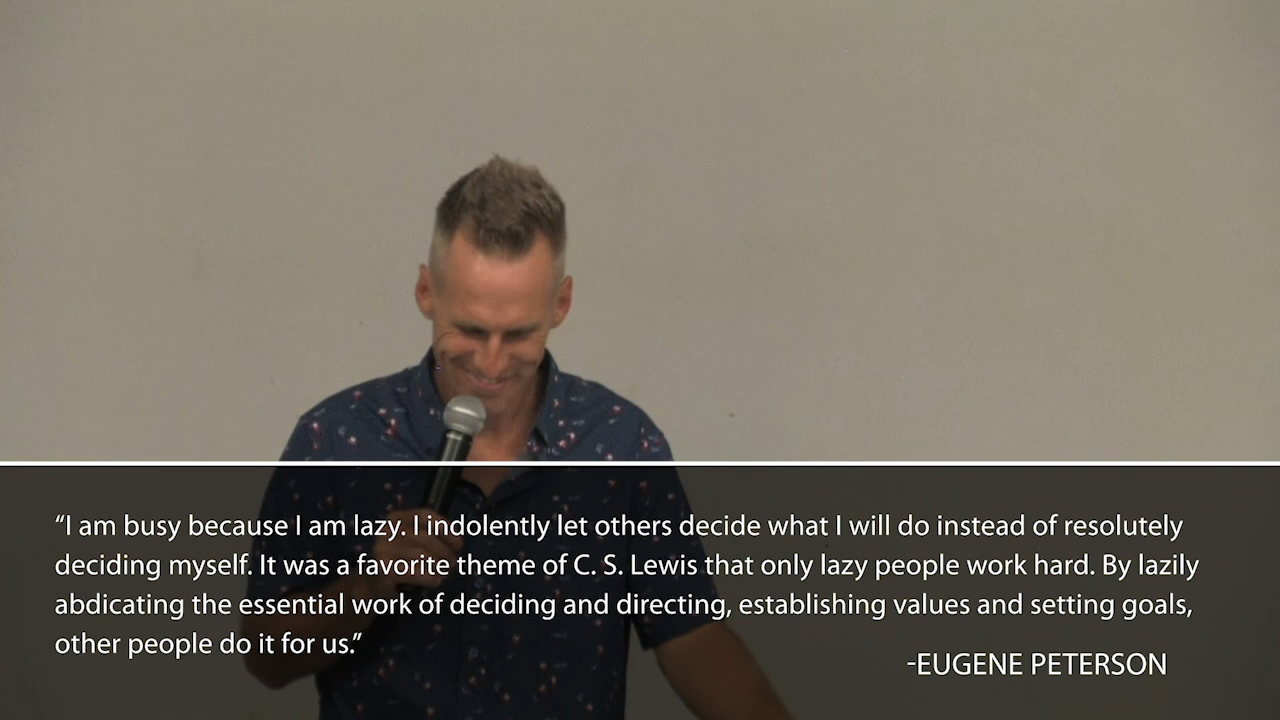 “I am busy because I am lazy. I indolently let others decide what I will do instead of resolutely
deciding myself. It was a favorite theme of C. S. Lewis that only lazy people work hard. By lazily
abdicating the essential work of deciding and directing, establishing values and setting goals,
other people do it for us.”
-EUGENE PETERSON